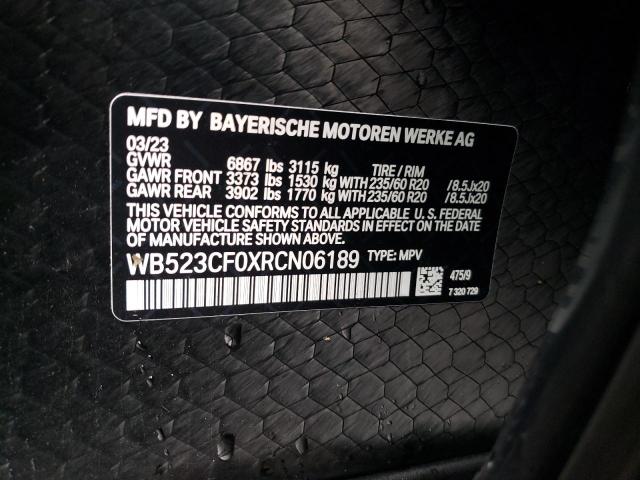 MFD BY BAYERISCHE MOTOREN WERKE AG
03/23
GVWR 6867 lbs 3115 kg TIRE / RIM
GAWR FRONT 3373 lbs 1530 kg WITH 235/60 R20 /8.5Jx20
GAWR REAR 3902 lbs 1770 kg WITH 235/60 R20 /8.5Jx20
THIS VEHICLE CONFORMS TO ALL APPLICABLE U. S. FEDERAL
MOTOR VEHICLE SAFETY STANDARDS IN EFFECT ON THE DATE
OF MANUFACTURE SHOWN ABOVE.
WB523CF0XRCN06189 TYPE: MPV
475/9
7 320 729